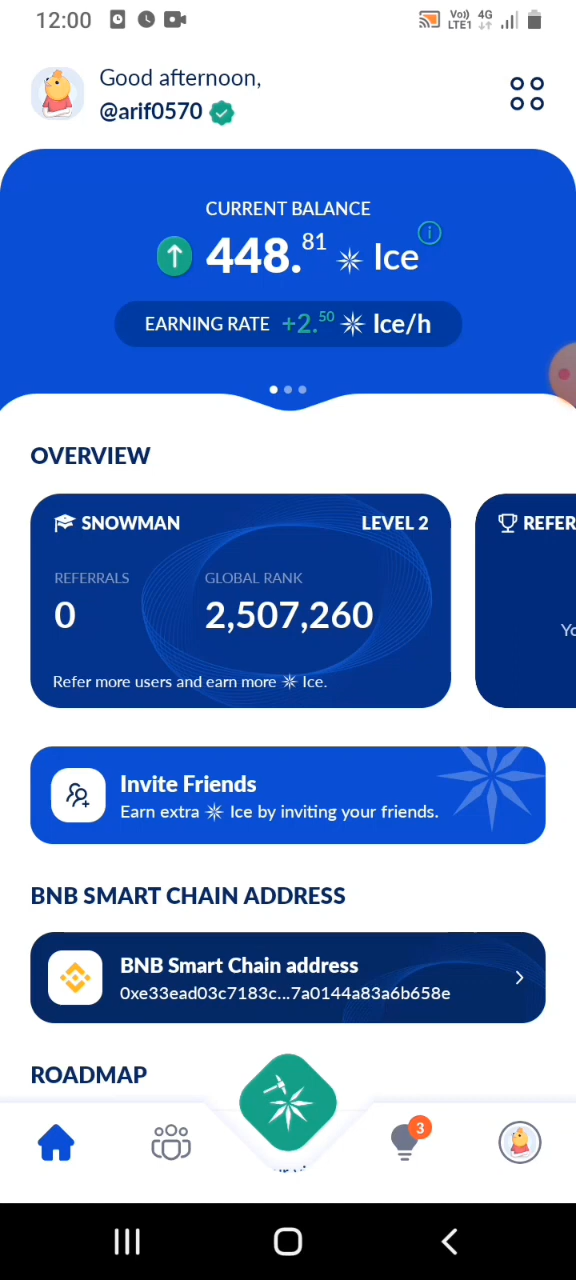 12:00
Vo)) 4G
LTE1
Good afternoon,
@arif0570
CURRENT BALANCE
448.81 Ice
EARNING RATE +2.50 Ice/h
OVERVIEW
SNOWMAN LEVEL 2
REFERRALS GLOBAL RANK
0 2,507,260
Refer more users and earn more Ice.
REFER
Yo
Invite Friends
Earn extra Ice by inviting your friends.
BNB SMART CHAIN ADDRESS
BNB Smart Chain address
0xe33ead03c7183c...7a0144a83a6b658e
ROADMAP
3